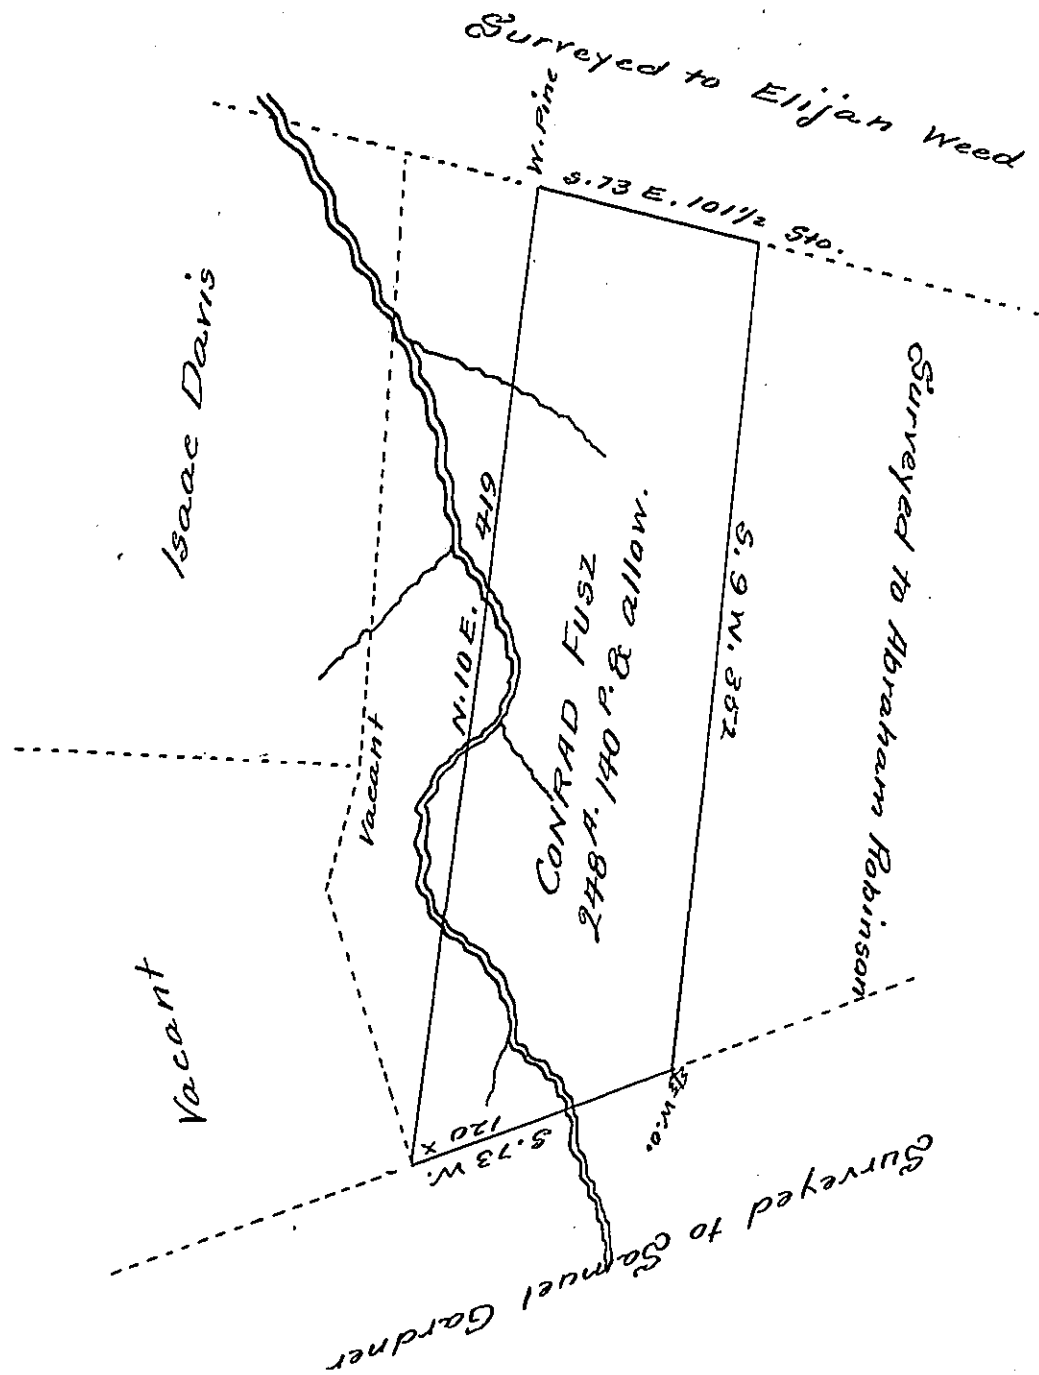 Surveyed to Elijah Weed
W. Pine
S. 73 E. 101 1/2 Sto.
Isaac Davis
Surveyed to Abraham Robinson
N. 10 E. 419
S. 9 W. 352
CONRAD FUSZ
248 A. 140 P. & allow.
Vacant
Vacant
W.O.
X
S. 73 W. 120
Surveyed to Samuel Gardner